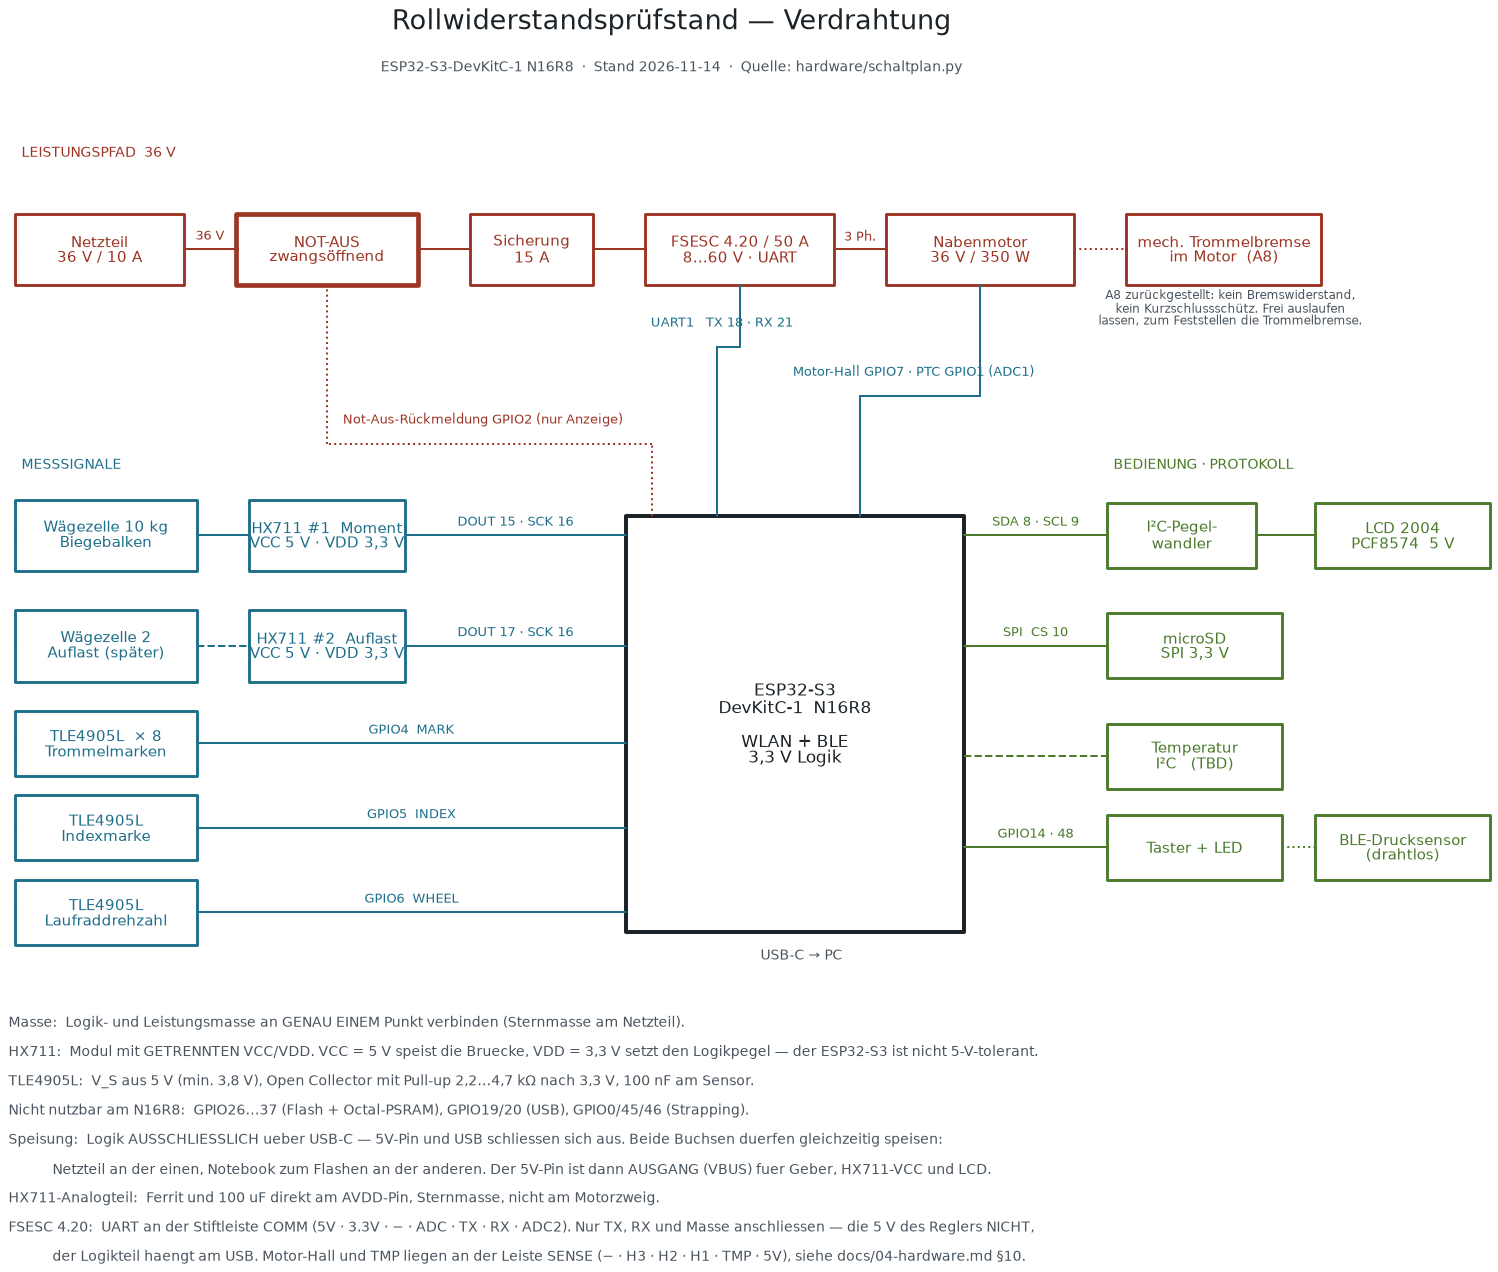 Rollwiderstandsprüfstand — Verdrahtung
ESP32-S3-DevKitC-1 N16R8 · Stand 2026-11-14 · Quelle: hardware/schaltplan.py
LEISTUNGSPFAD 36 V
Netzteil
36 V / 10 A
36 V
NOT-AUS
zwangsöffnend
Sicherung
15 A
FSESC 4.20 / 50 A
8…60 V · UART
3 Ph.
Nabenmotor
36 V / 350 W
mech. Trommelbremse
im Motor (A8)
A8 zurückgestellt: kein Bremswiderstand,
kein Kurzschlussschütz. Frei auslaufen
lassen, zum Feststellen die Trommelbremse.
UART1 TX 18 · RX 21
Motor-Hall GPIO7 · PTC GPIO1 (ADC1)
Not-Aus-Rückmeldung GPIO2 (nur Anzeige)
MESSSIGNALE
BEDIENUNG · PROTOKOLL
Wägezelle 10 kg
Biegebalken
HX711 #1 Moment
VCC 5 V · VDD 3,3 V
DOUT 15 · SCK 16
Wägezelle 2
Auflast (später)
HX711 #2 Auflast
VCC 5 V · VDD 3,3 V
DOUT 17 · SCK 16
TLE4905L × 8
Trommelmarken
GPIO4 MARK
TLE4905L
Indexmarke
GPIO5 INDEX
TLE4905L
Laufraddrehzahl
GPIO6 WHEEL
ESP32-S3
DevKitC-1 N16R8
WLAN + BLE
3,3 V Logik
USB-C → PC
SDA 8 · SCL 9
I²C-Pegel-
wandler
LCD 2004
PCF8574 5 V
SPI CS 10
microSD
SPI 3,3 V
Temperatur
I²C (TBD)
GPIO14 · 48
Taster + LED
BLE-Drucksensor
(drahtlos)
Masse: Logik- und Leistungsmasse an GENAU EINEM Punkt verbinden (Sternmasse am Netzteil).
HX711: Modul mit GETRENNTEN VCC/VDD. VCC = 5 V speist die Bruecke, VDD = 3,3 V setzt den Logikpegel — der ESP32-S3 ist nicht 5-V-tolerant.
TLE4905L: V_S aus 5 V (min. 3,8 V), Open Collector mit Pull-up 2,2…4,7 kΩ nach 3,3 V, 100 nF am Sensor.
Nicht nutzbar am N16R8: GPIO26…37 (Flash + Octal-PSRAM), GPIO19/20 (USB), GPIO0/45/46 (Strapping).
Speisung: Logik AUSSCHLIESSLICH ueber USB-C — 5V-Pin und USB schliessen sich aus. Beide Buchsen duerfen gleichzeitig speisen:
Netzteil an der einen, Notebook zum Flashen an der anderen. Der 5V-Pin ist dann AUSGANG (VBUS) fuer Geber, HX711-VCC und LCD.
HX711-Analogteil: Ferrit und 100 uF direkt am AVDD-Pin, Sternmasse, nicht am Motorzweig.
FSESC 4.20: UART an der Stiftleiste COMM (5V · 3.3V · − · ADC · TX · RX · ADC2). Nur TX, RX und Masse anschliessen — die 5 V des Reglers NICHT,
der Logikteil haengt am USB. Motor-Hall und TMP liegen an der Leiste SENSE (− · H3 · H2 · H1 · TMP · 5V), siehe docs/04-hardware.md §10.